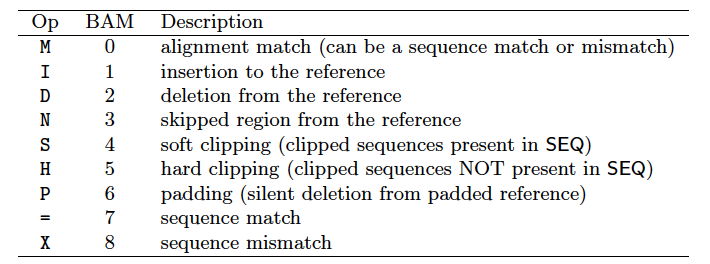 Op BAM Description
M 0 alignment match (can be a sequence match or mismatch)
I 1 insertion to the reference
D 2 deletion from the reference
N 3 skipped region from the reference
S 4 soft clipping (clipped sequences present in SEQ)
H 5 hard clipping (clipped sequences NOT present in SEQ)
P 6 padding (silent deletion from padded reference)
= 7 sequence match
X 8 sequence mismatch